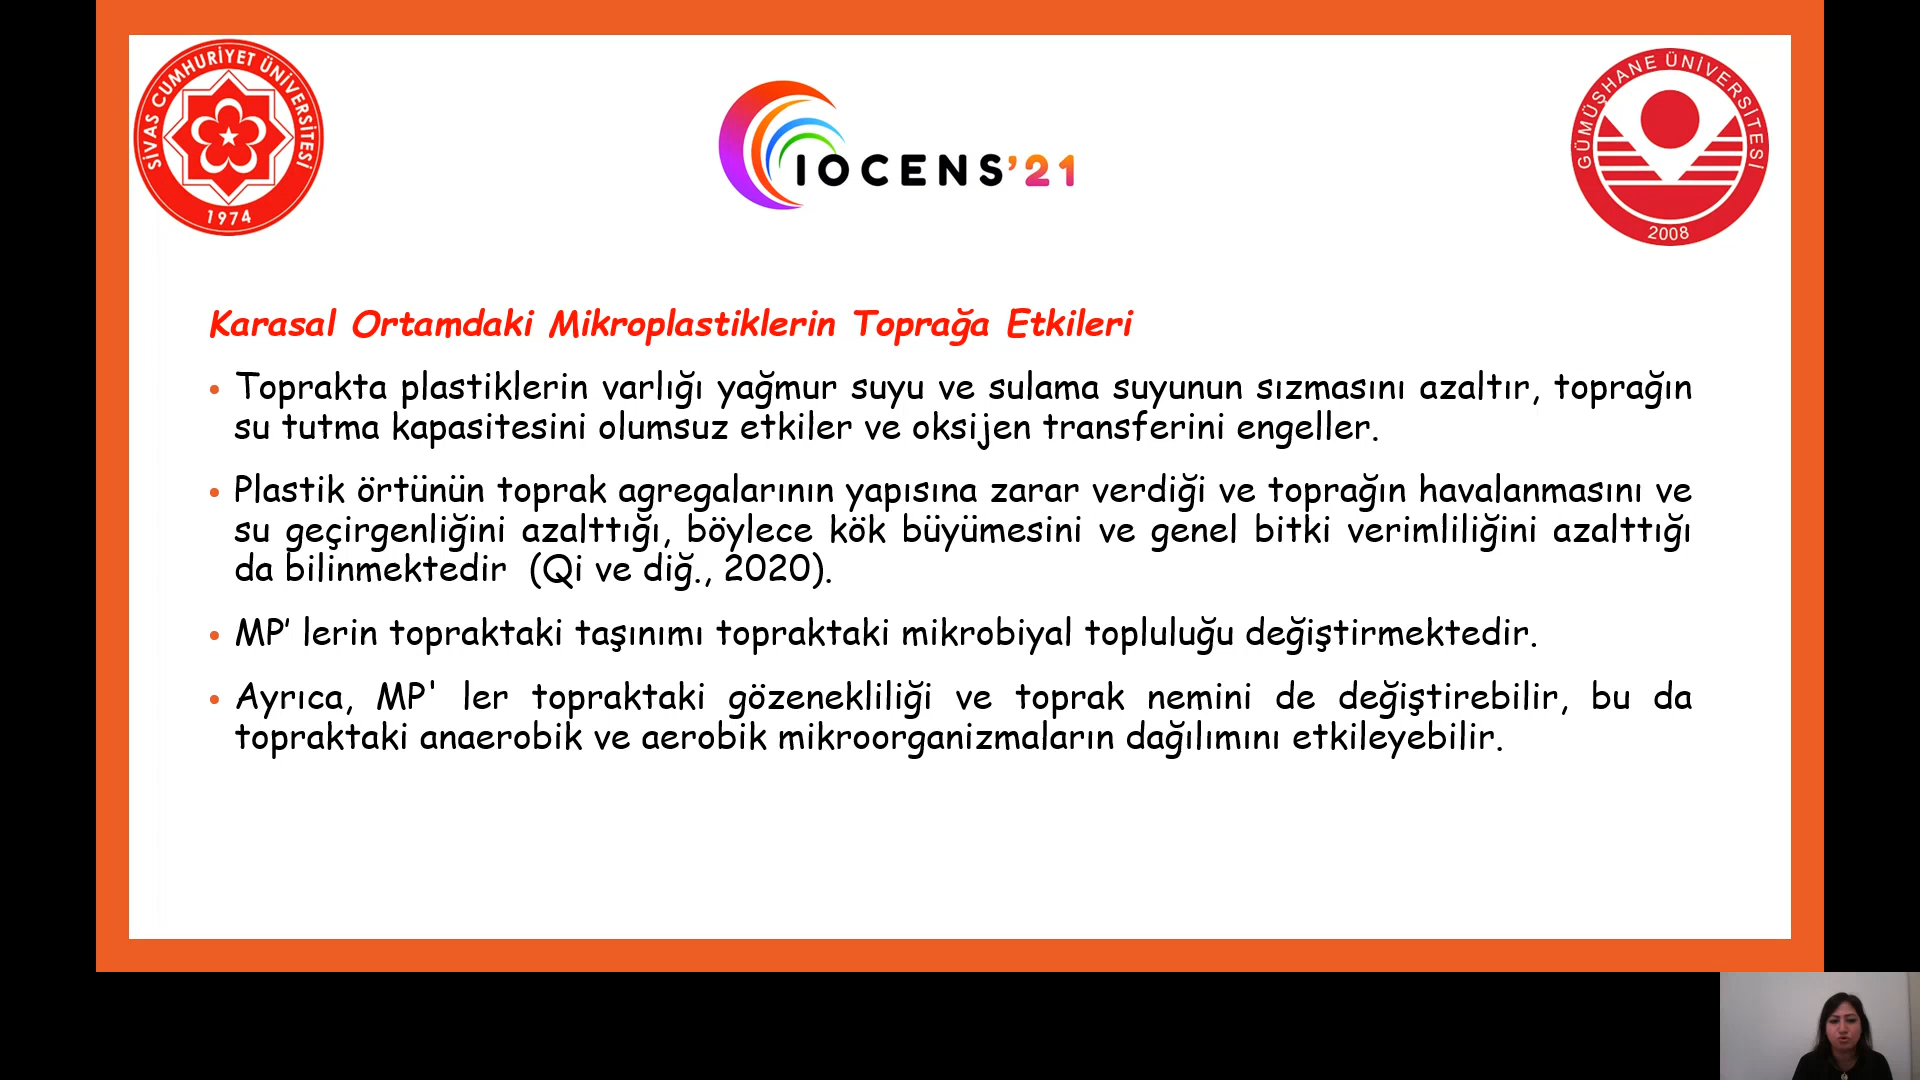 SİVAS CUMHURİYET ÜNİVERSİTESİ
1974
IOCENS'21
GÜMÜŞHANE ÜNİVERSİTESİ
2008
Karasal Ortamdaki Mikroplastiklerin Toprağa Etkileri
• Toprakta plastiklerin varlığı yağmur suyu ve sulama suyunun sızmasını azaltır, toprağın
su tutma kapasitesini olumsuz etkiler ve oksijen transferini engeller.
• Plastik örtünün toprak agregalarının yapısına zarar verdiği ve toprağın havalanmasını ve
su geçirgenliğini azalttığı, böylece kök büyümesini ve genel bitki verimliliğini azalttığı
da bilinmektedir (Qi ve diğ., 2020).
• MP’ lerin topraktaki taşınımı topraktaki mikrobiyal topluluğu değiştirmektedir.
• Ayrıca, MP' ler topraktaki gözenekliliği ve toprak nemini de değiştirebilir, bu da
topraktaki anaerobik ve aerobik mikroorganizmaların dağılımını etkileyebilir.